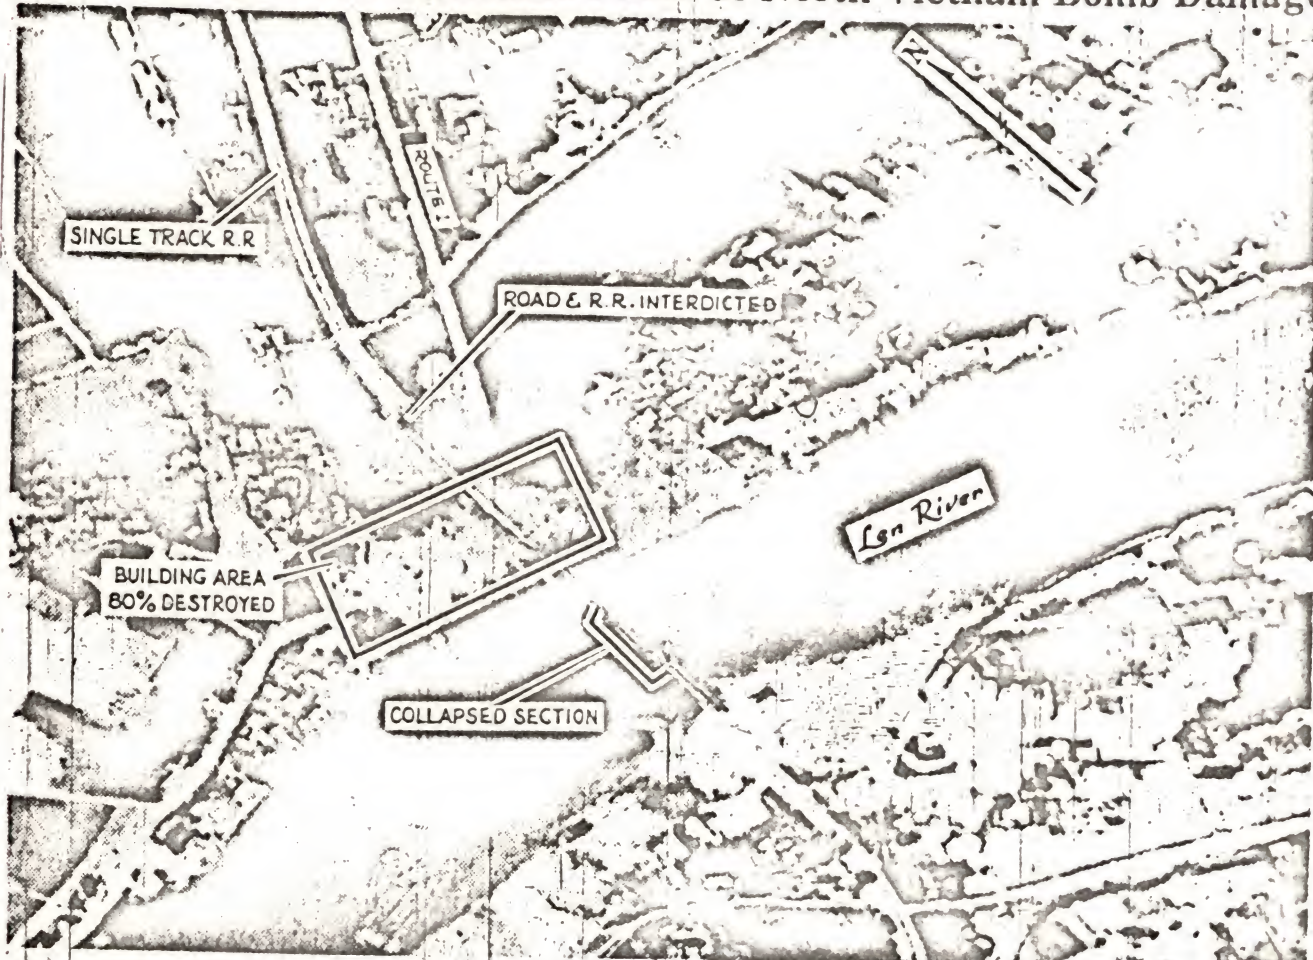 North Vietnam Bomb Damage
N
ROUTE 1
SINGLE TRACK R.R
ROAD & R.R. INTERDICTED
Len River
BUILDING AREA
80% DESTROYED
COLLAPSED SECTION